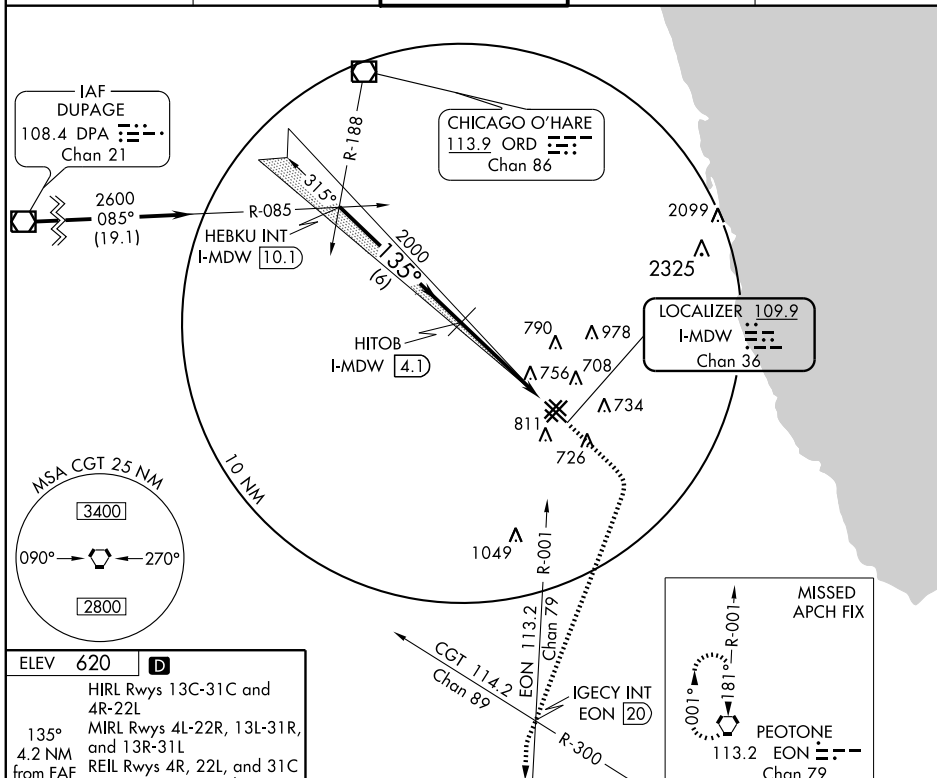 IAF
DUPAGE
108.4 DPA
Chan 21
2600
085°
(19.1)
R-085
HEBKU INT
I-MDW 10.1
R-188
315°
CHICAGO O'HARE
113.9 ORD
Chan 86
2000
135°
(6)
HITOB
I-MDW 4.1
2099
2325
LOCALIZER 109.9
I-MDW
Chan 36
790
978
756
708
734
811
726
1049
10 NM
MSA CGT 25 NM
3400
090°
270°
2800
R-001
EON 113.2
Chan 79
CGT 114.2
Chan 89
R-300
IGECY INT
EON 20
MISSED
APCH FIX
R-001
181°
001°
PEOTONE
113.2 EON
Chan 79
ELEV 620 D
HIRL Rwys 13C-31C and
4R-22L
MIRL Rwys 4L-22R, 13L-31R,
and 13R-31L
REIL Rwys 4R, 22L, and 31C
135°
4.2 NM
from FAF